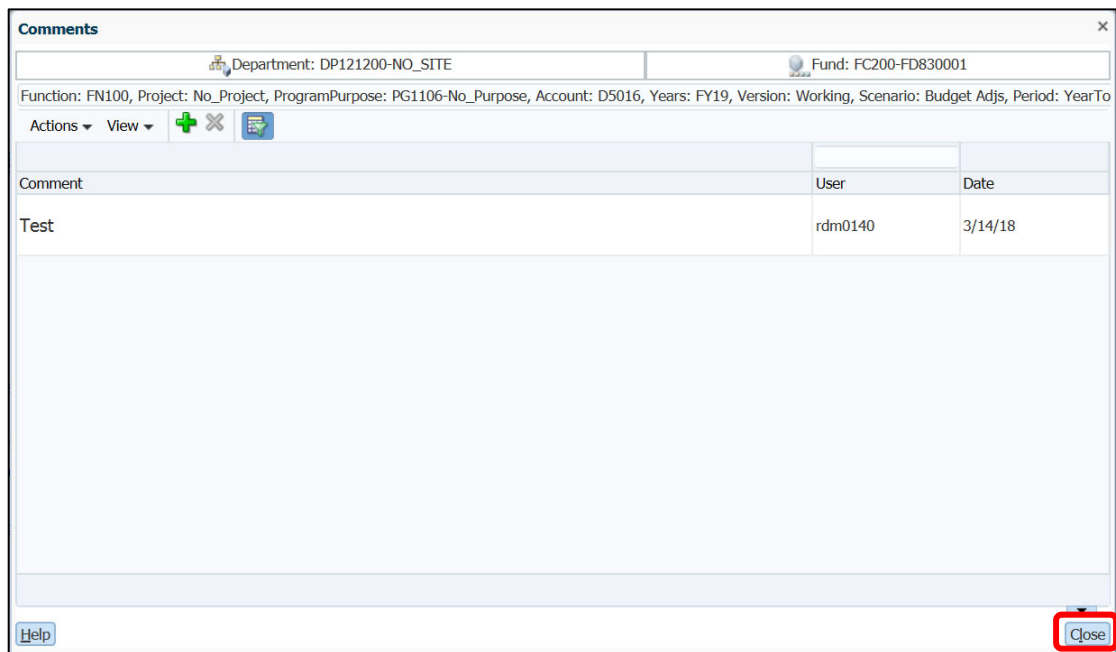 Comments
Department: DP121200-NO_SITE Fund: FC200-FD830001
Function: FN100, Project: No_Project, ProgramPurpose: PG1106-No_Purpose, Account: D5016, Years: FY19, Version: Working, Scenario: Budget Adjs, Period: YearTo
Actions View
Comment User Date
Test rdm0140 3/14/18
Help Close